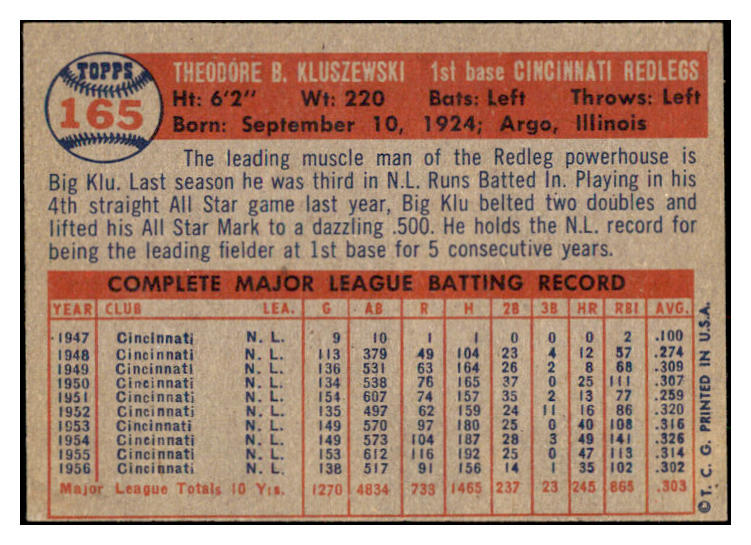 TOPPS
165
THEODORE B. KLUSZEWSKI 1st base CINCINNATI REDLEGS
Ht: 6'2" Wt: 220 Bats: Left Throws: Left
Born: September 10, 1924; Argo, Illinois
The leading muscle man of the Redleg powerhouse is
Big Klu. Last season he was third in N.L. Runs Batted In. Playing in his
4th straight All Star game last year, Big Klu belted two doubles and
lifted his All Star Mark to a dazzling .500. He holds the N.L. record for
being the leading fielder at 1st base for 5 consecutive years.
COMPLETE MAJOR LEAGUE BATTING RECORD
YEAR CLUB LEA. G AB R H 2B 3B HR RBI AVG.
1947 Cincinnati N. L. 9 10 1 1 0 0 0 2 .100
1948 Cincinnati N. L. 113 379 49 104 23 4 12 57 .274
1949 Cincinnati N. L. 136 531 63 164 26 2 8 68 .309
1950 Cincinnati N. L. 134 538 76 165 37 0 25 111 .307
1951 Cincinnati N. L. 154 607 74 157 35 2 13 77 .259
1952 Cincinnati N. L. 135 497 62 159 24 11 16 86 .320
1953 Cincinnati N. L. 149 570 97 180 25 0 40 108 .316
1954 Cincinnati N. L. 149 573 104 187 28 3 49 141 .326
1955 Cincinnati N. L. 153 612 116 192 25 0 47 113 .314
1956 Cincinnati N. L. 138 517 91 156 14 1 35 102 .302
Major League Totals 10 Yrs. 1270 4834 733 1465 237 23 245 865 .303
© T. C. G. PRINTED IN U.S.A.